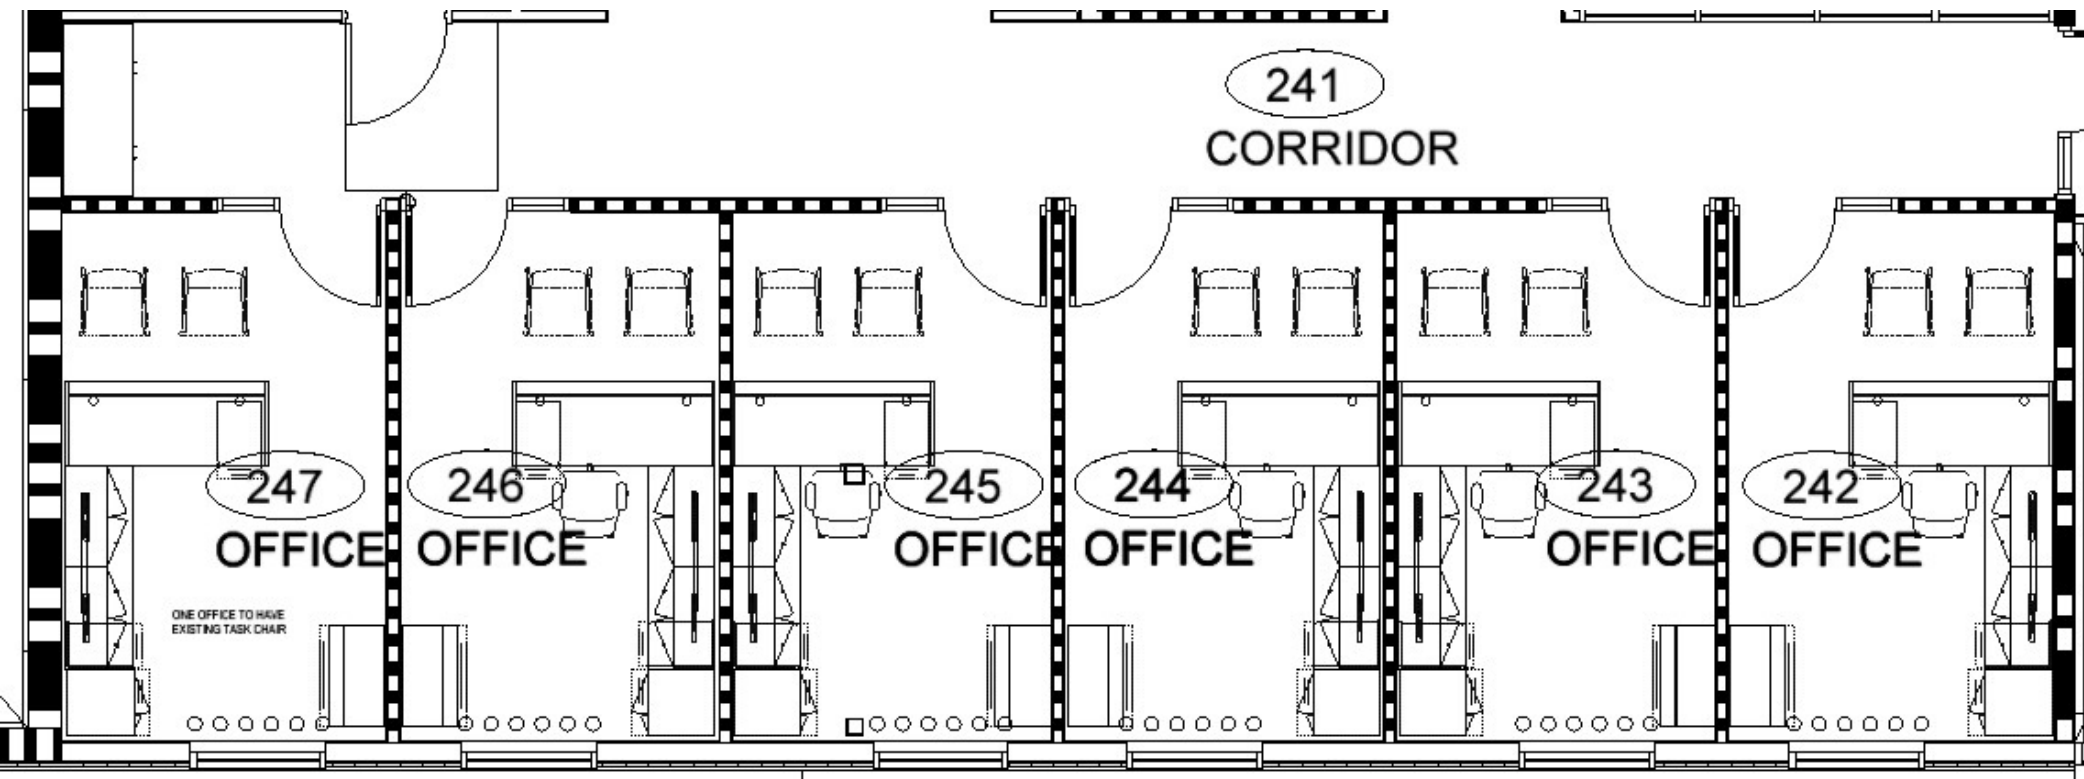 241
CORRIDOR
247
246
245
244
243
242
OFFICE
OFFICE
OFFICE
OFFICE
OFFICE
OFFICE
ONE OFFICE TO HAVE
EXISTING TASK CHAIR